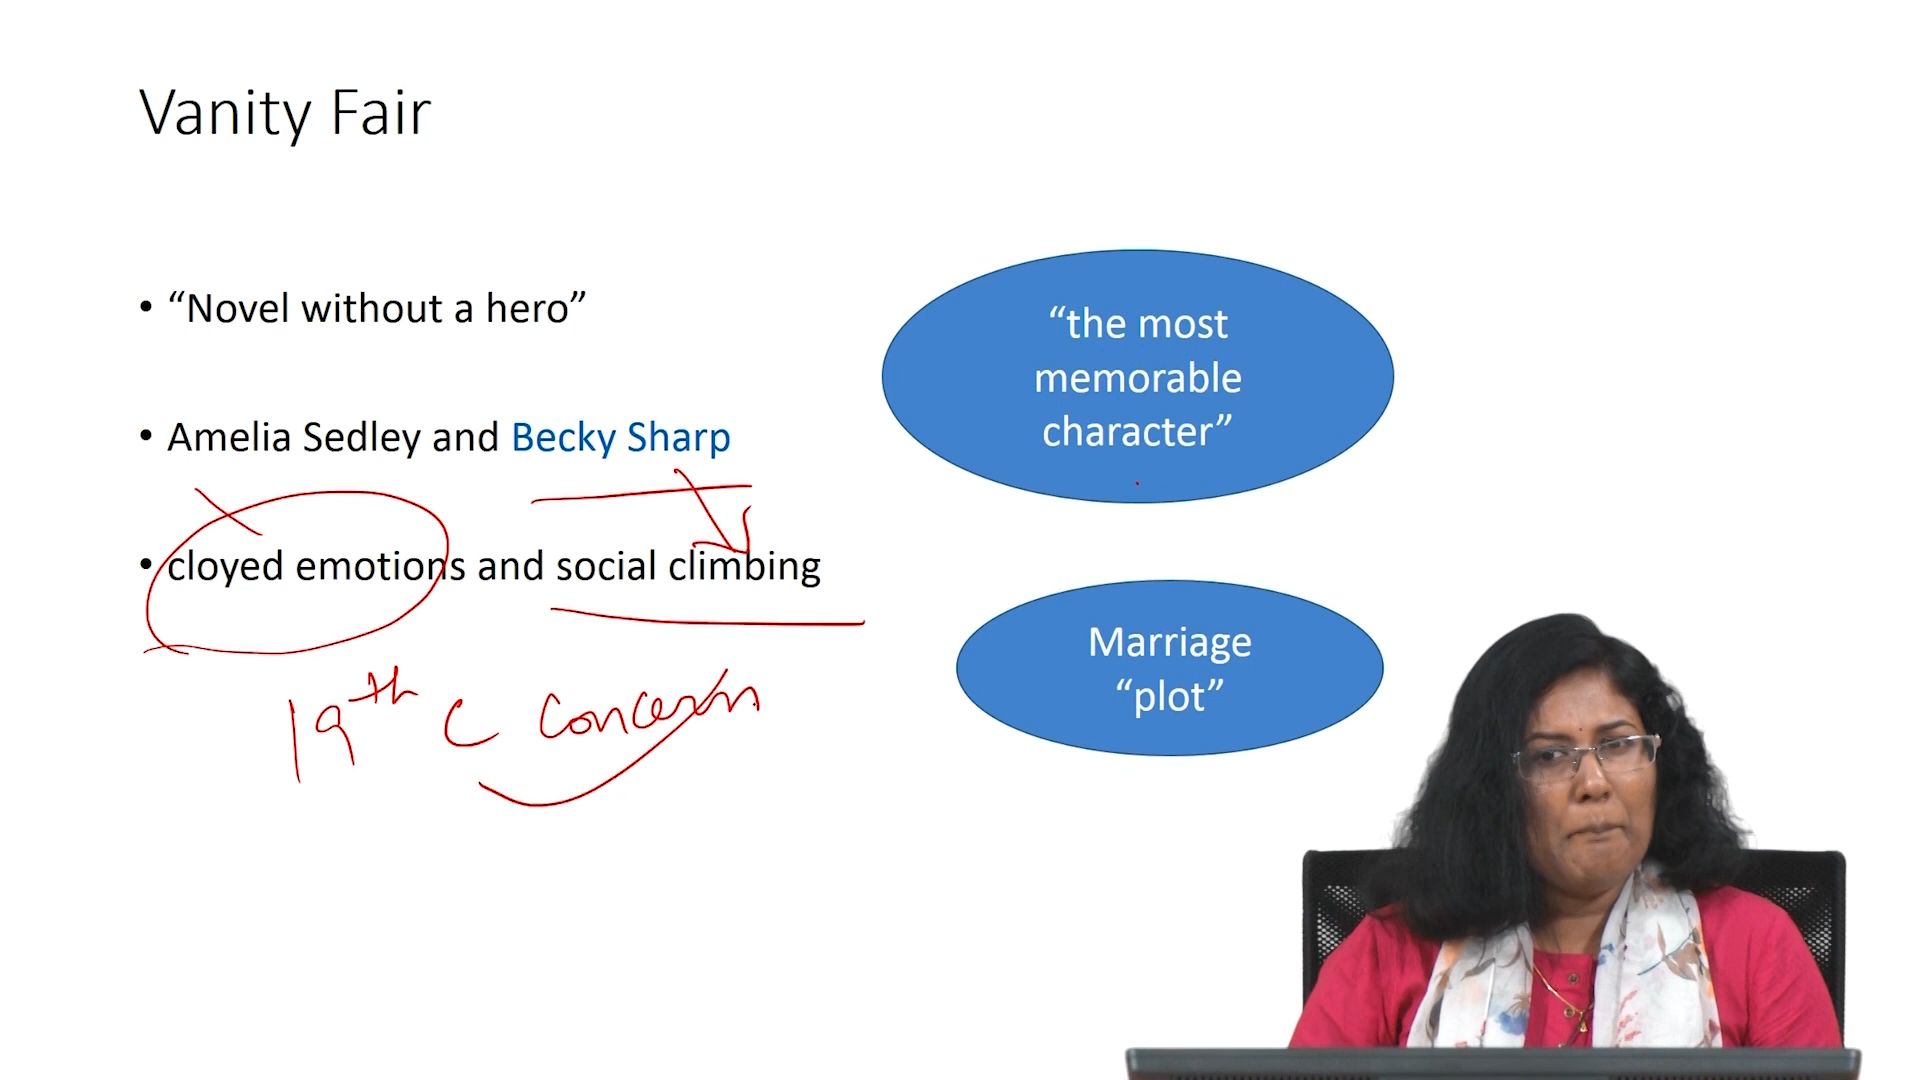 Vanity Fair
• “Novel without a hero”
• Amelia Sedley and Becky Sharp
• cloyed emotions and social climbing
19th C Concern
“the most
memorable
character”
Marriage
“plot”